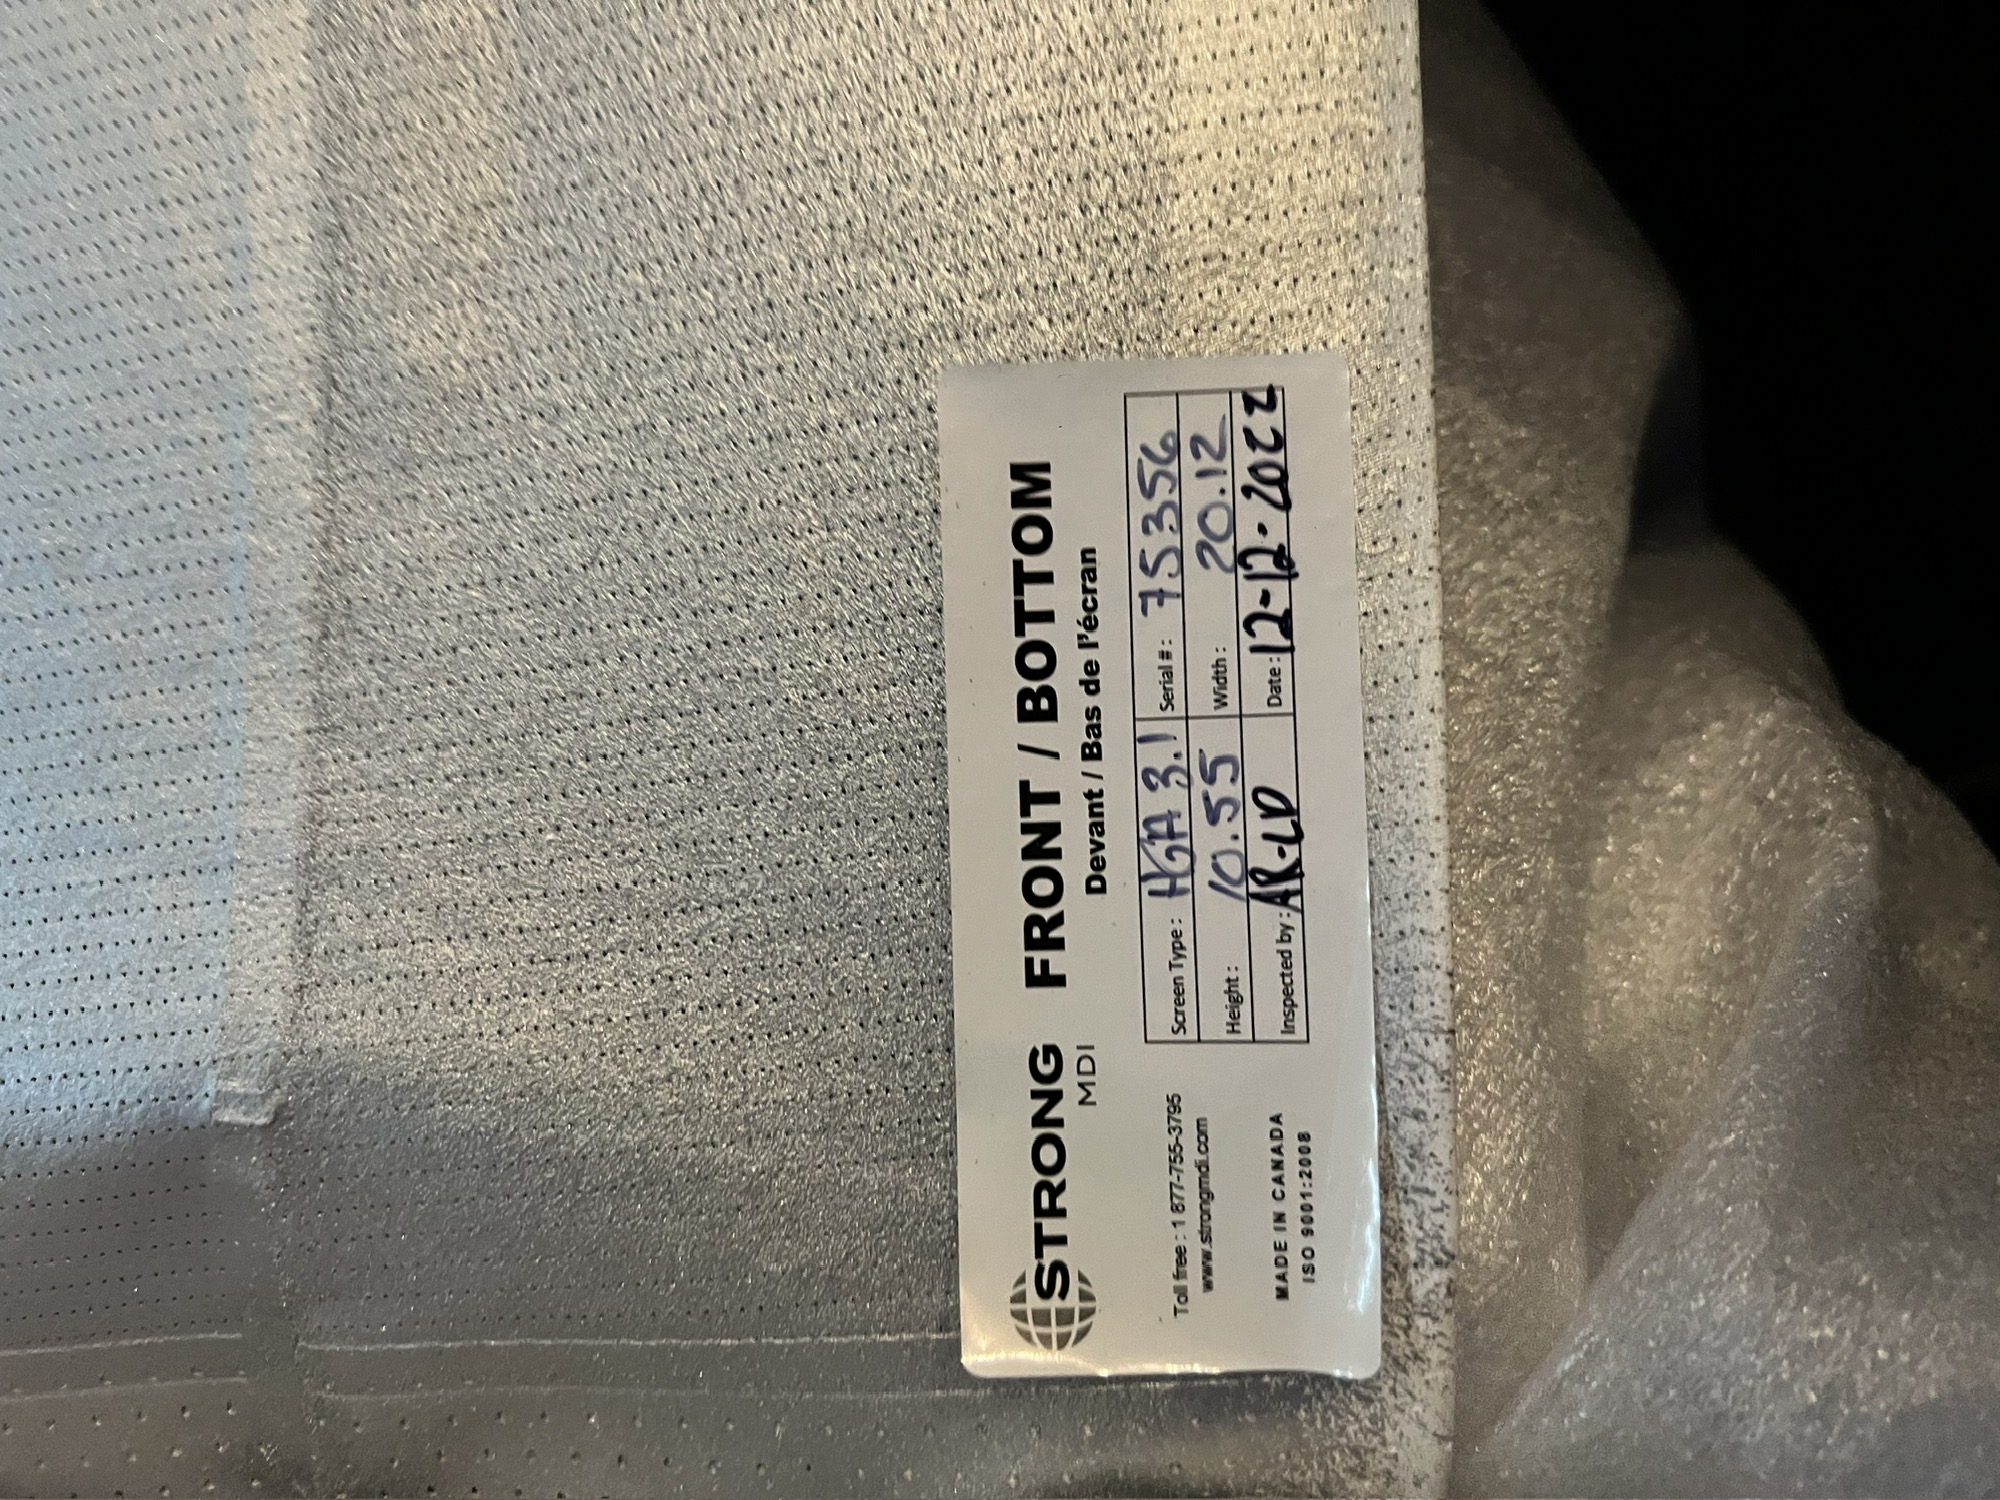 STRONG FRONT / BOTTOM
MDI
Devant / Bas de l'écran
Toll free : 1 877-755-3795
www.strongmdi.com
MADE IN CANADA
ISO 9001:2008
Screen Type : HGA 3.1 Serial # : 75356
Height : 10.55 Width : 20.12
Inspected by : AR-LD Date : 12-12-2022